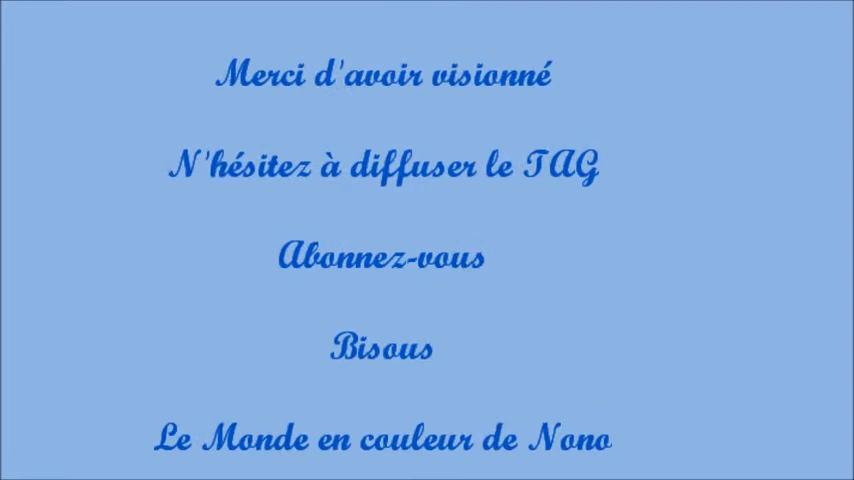 Merci d'avoir visionné
N'hésitez à diffuser le TAG
Abonnez-vous
Bisous
Le Monde en couleur de Nono